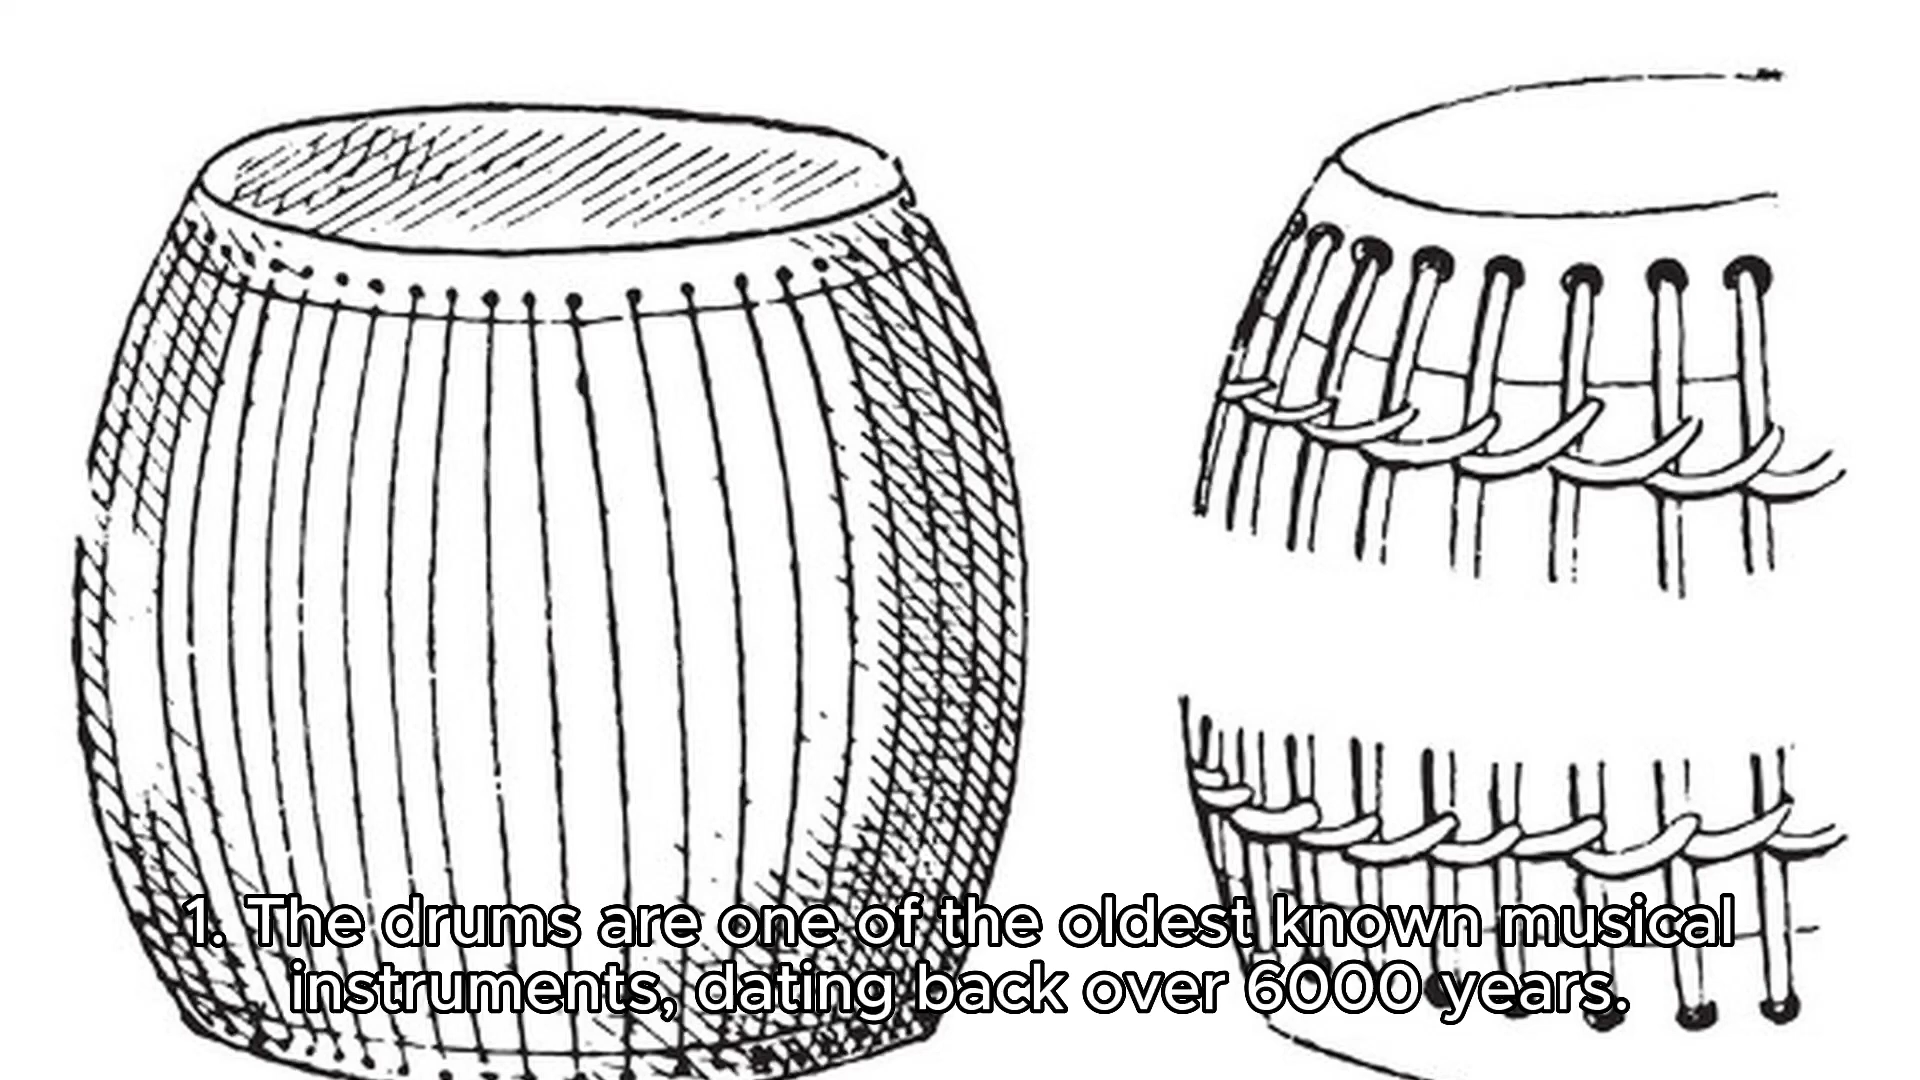 1. The drums are one of the oldest known musical
instruments, dating back over 6000 years.